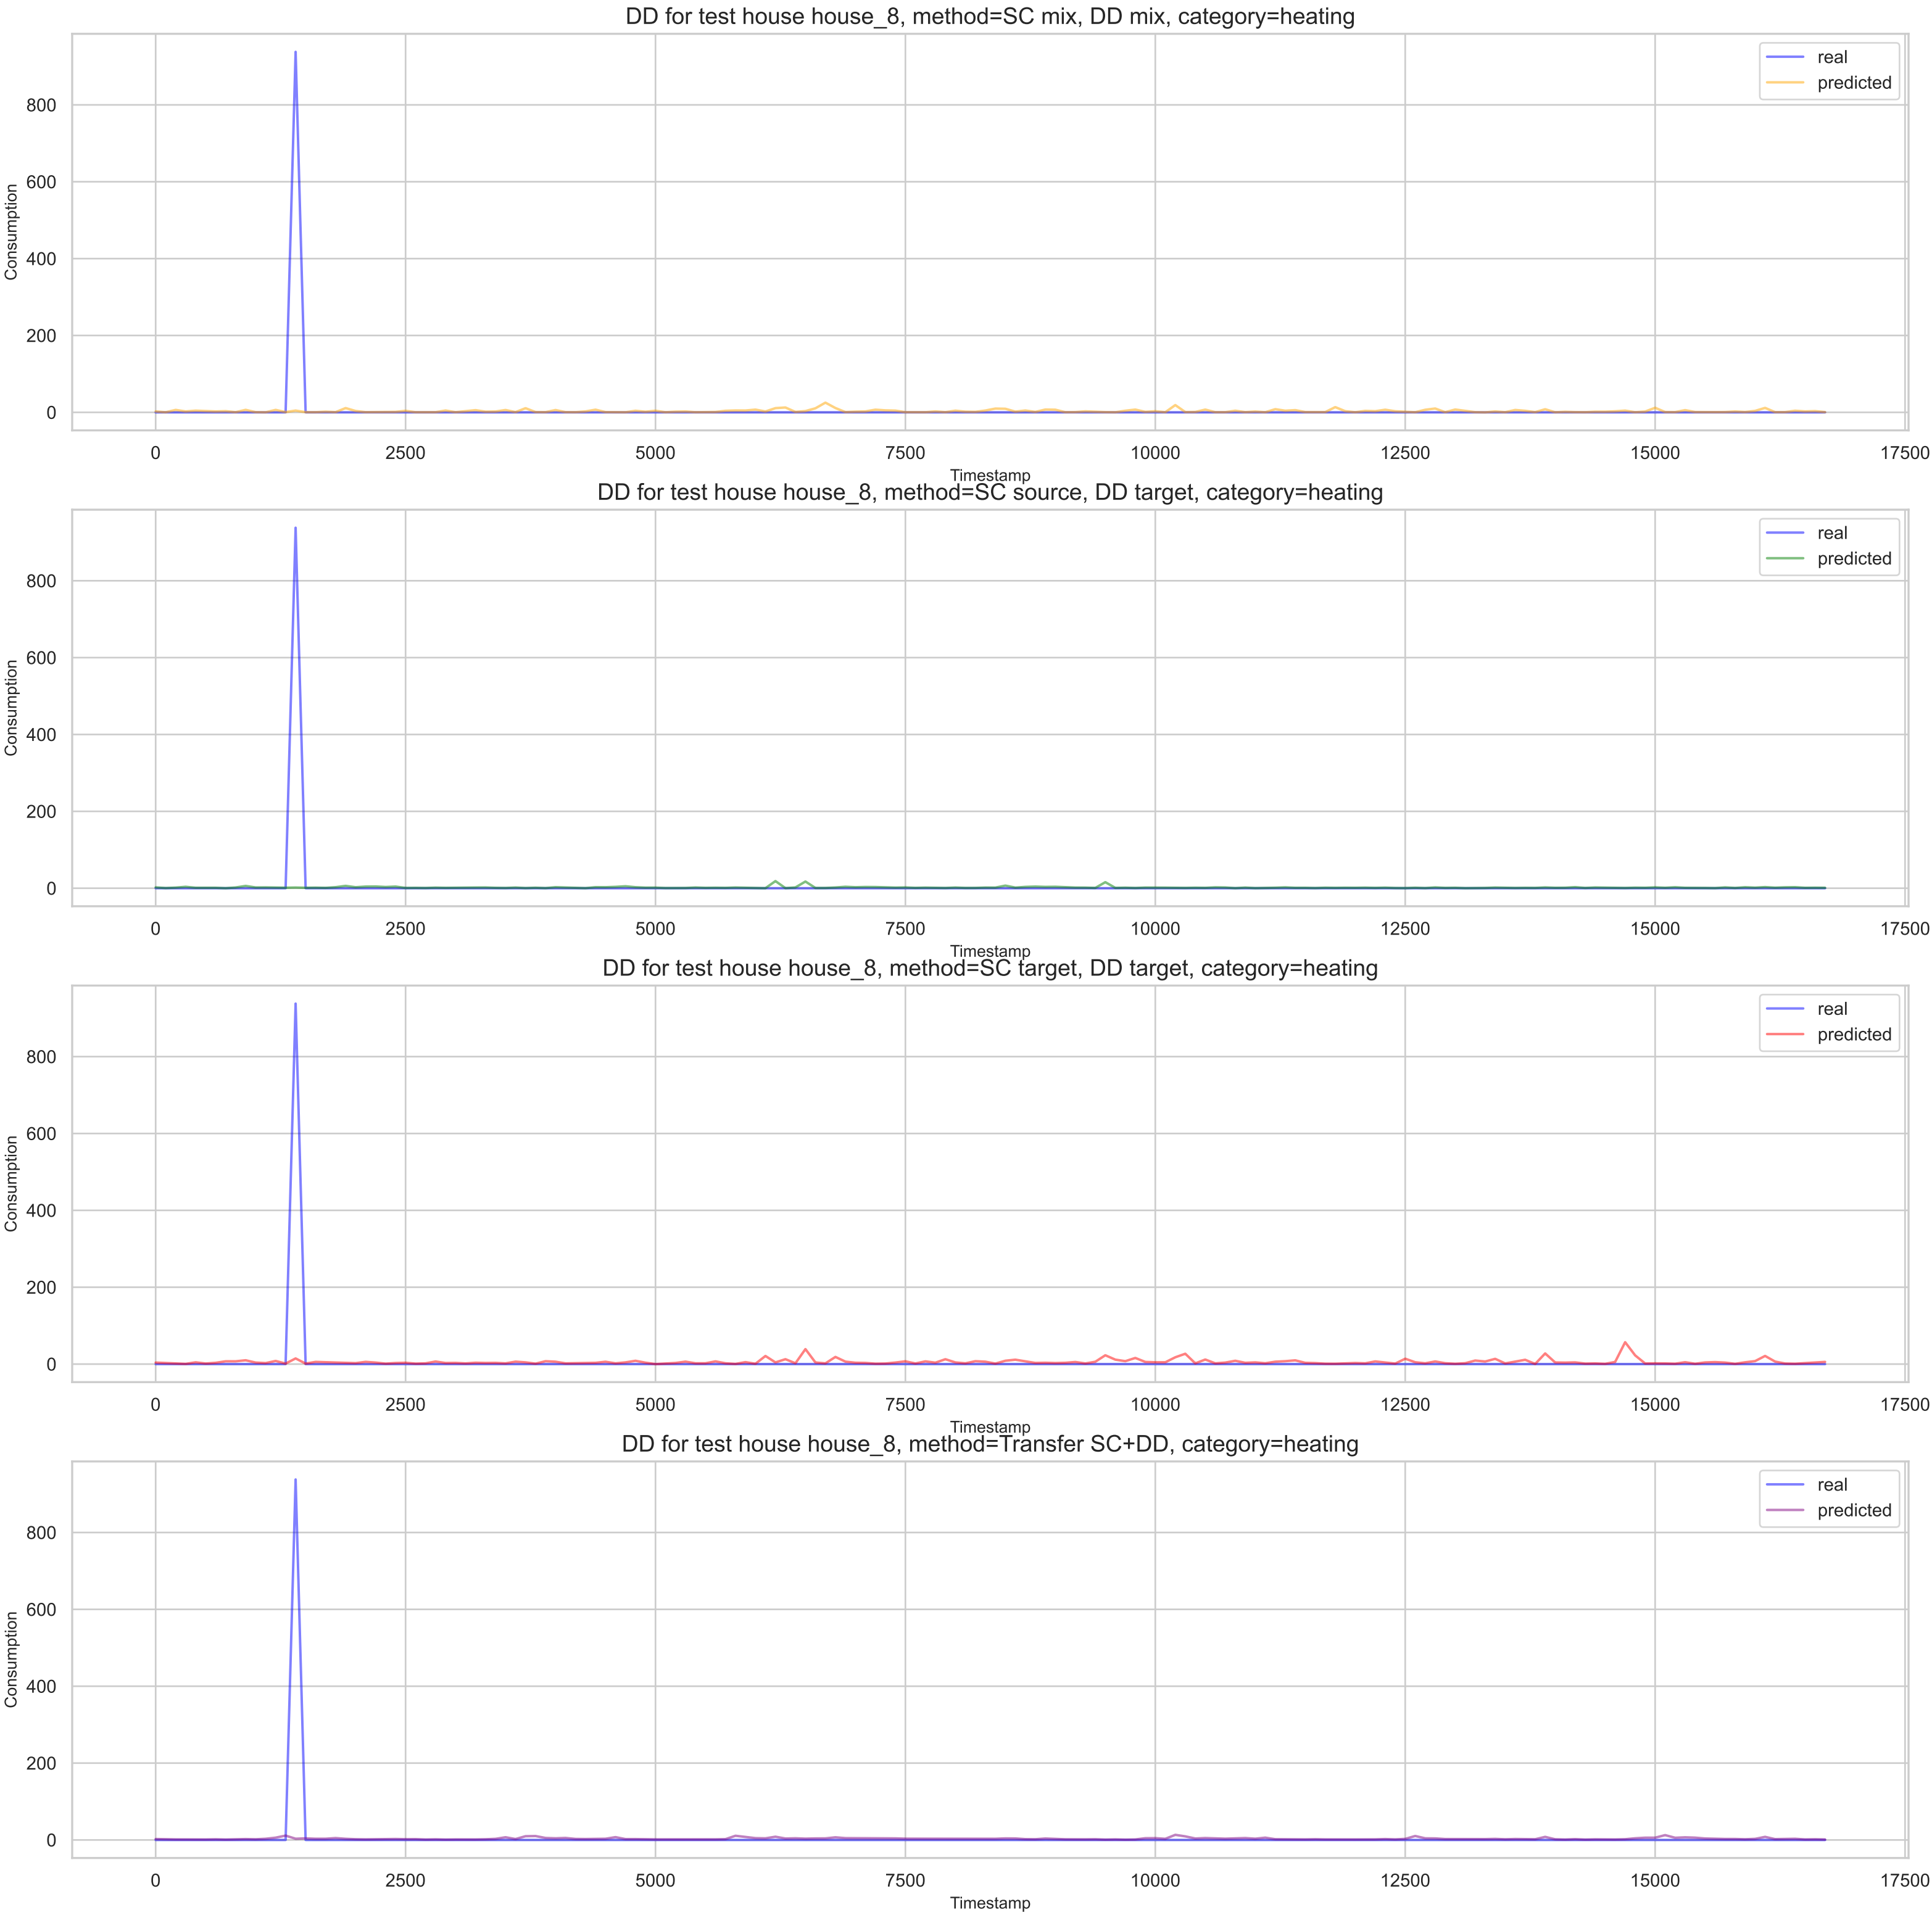 DD for test house house_8, method=SC mix, DD mix, category=heating
real
predicted
Consumption
800
600
400
200
0
0 2500 5000 7500 10000 12500 15000 17500
Timestamp
DD for test house house_8, method=SC source, DD target, category=heating
real
predicted
Consumption
800
600
400
200
0
0 2500 5000 7500 10000 12500 15000 17500
Timestamp
DD for test house house_8, method=SC target, DD target, category=heating
real
predicted
Consumption
800
600
400
200
0
0 2500 5000 7500 10000 12500 15000 17500
Timestamp
DD for test house house_8, method=Transfer SC+DD, category=heating
real
predicted
Consumption
800
600
400
200
0
0 2500 5000 7500 10000 12500 15000 17500
Timestamp